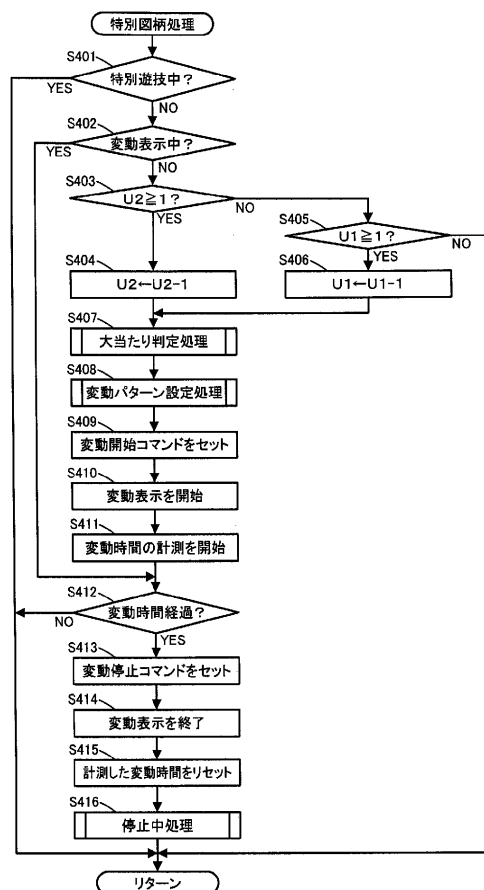 特別図柄処理
S401
特別遊技中？
YES
NO
S402
変動表示中？
YES
NO
S403
U2≧1？
NO
YES
S405
U1≧1？
NO
YES
S404
U2←U2-1
S406
U1←U1-1
S407
大当たり判定処理
S408
変動パターン設定処理
S409
変動開始コマンドをセット
S410
変動表示を開始
S411
変動時間の計測を開始
S412
変動時間経過？
NO
YES
S413
変動停止コマンドをセット
S414
変動表示を終了
S415
計測した変動時間をリセット
S416
停止中処理
リターン